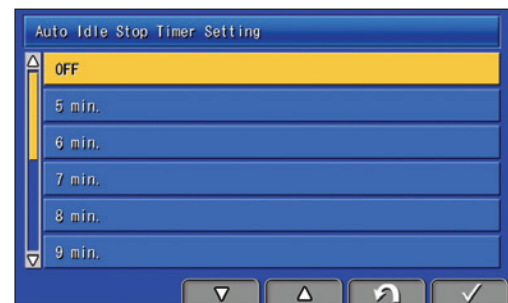 Auto Idle Stop Timer Setting
OFF
5 min.
6 min.
7 min.
8 min.
9 min.